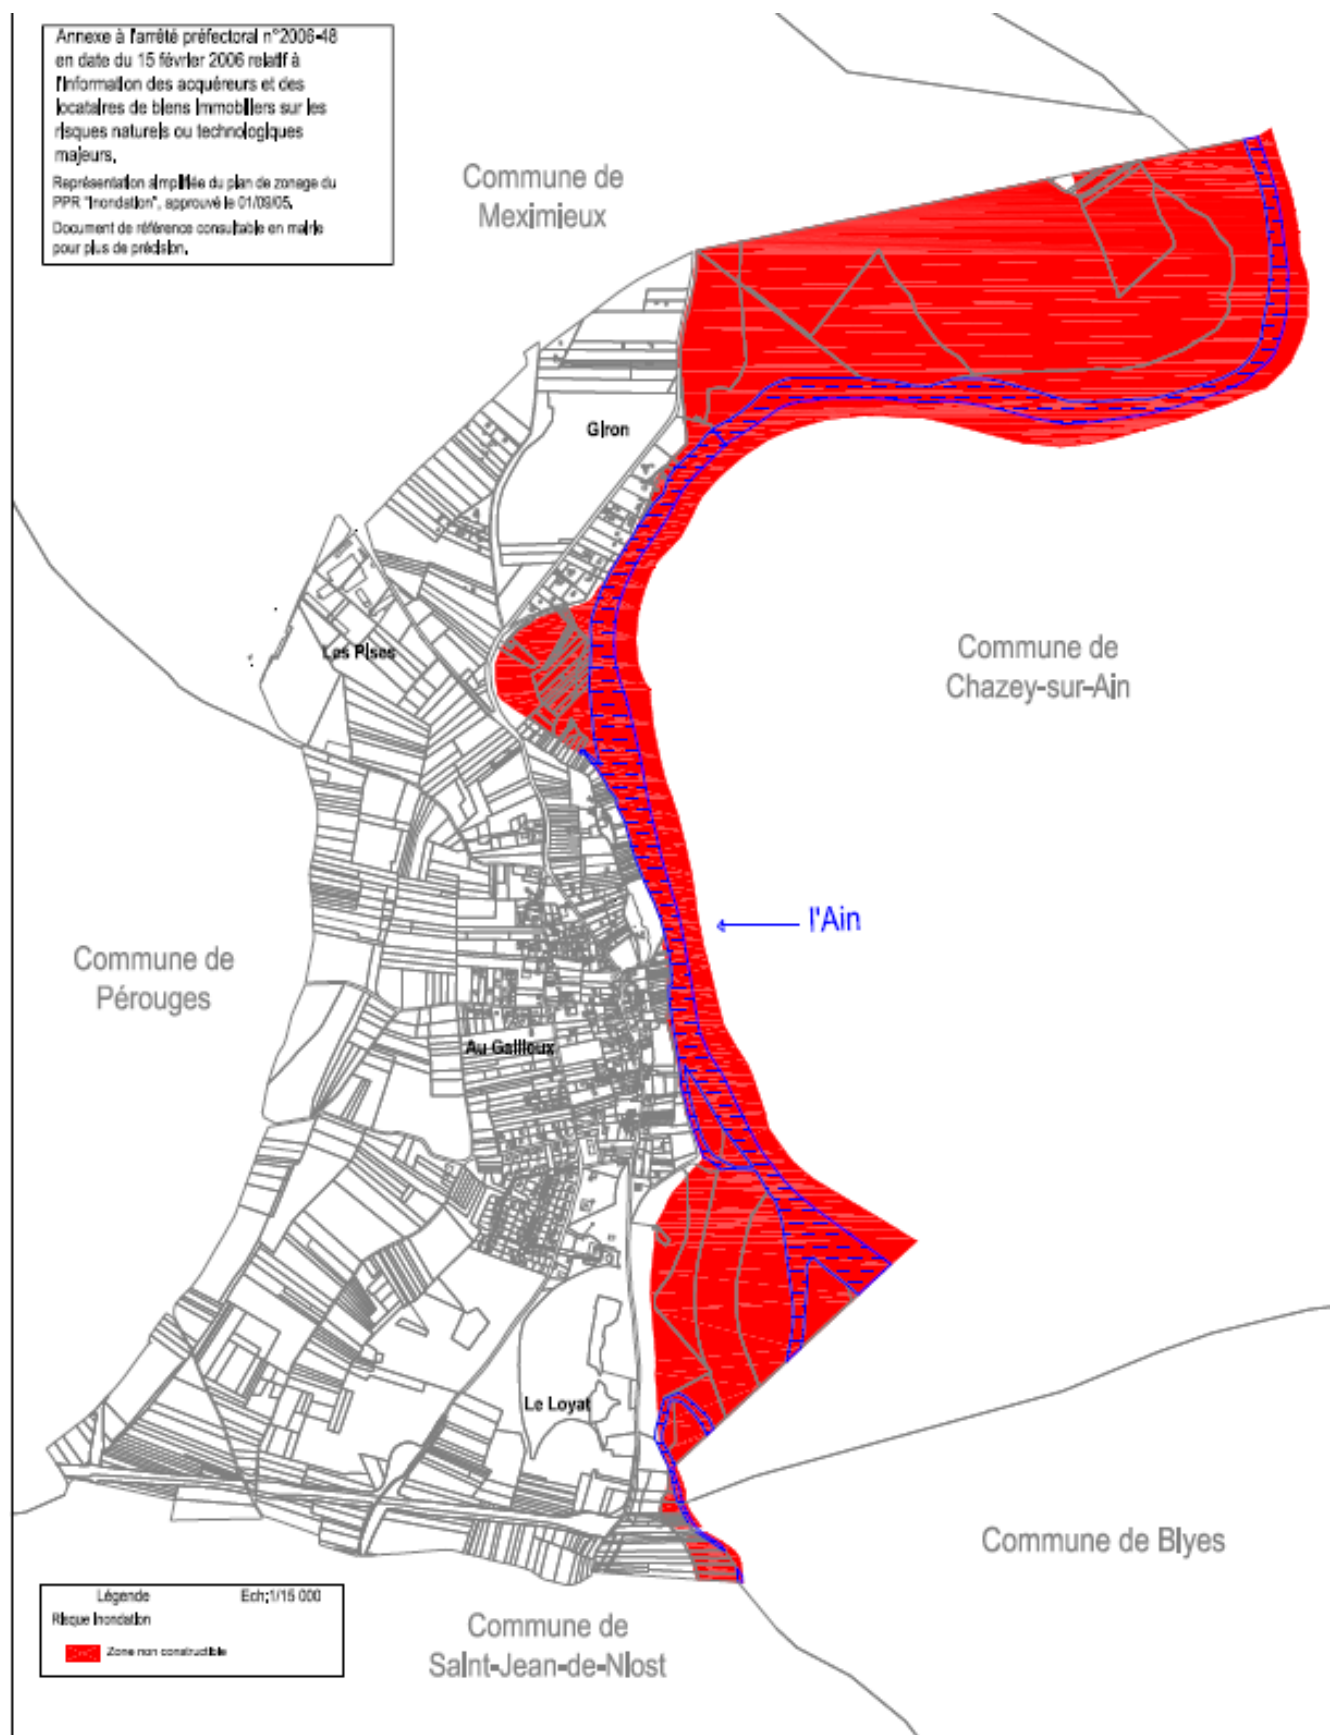 Annexe à l'arrêté préfectoral n°2006-48
en date du 15 février 2006 relatif à
l'information des acquéreurs et des
locataires de biens immobiliers sur les
risques naturels ou technologiques
majeurs.
Représentation simplifiée du plan de zonage du
PPR "Inondation", approuvé le 01/09/05.
Document de référence consultable en mairie
pour plus de précision.
Commune de
Meximieux
Giron
Les Pises
Commune de
Chazey-sur-Ain
l'Ain
Commune de
Pérouges
Au Gailloux
Le Loyat
Commune de Blyes
Légende Ech:1/15 000
Risque Inondation
Zone non constructible
Commune de
Saint-Jean-de-Niost